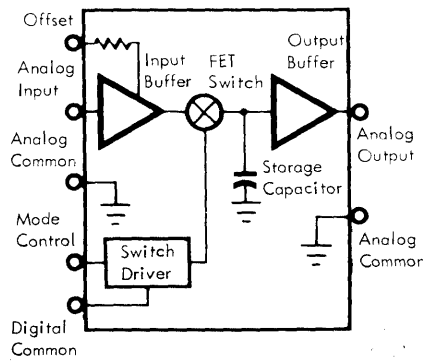 Offset
Analog
Input
Analog
Common
Mode
Control
Digital
Common
Input
Buffer
FET
Switch
Output
Buffer
Storage
Capacitor
Switch
Driver
Analog
Output
Analog
Common